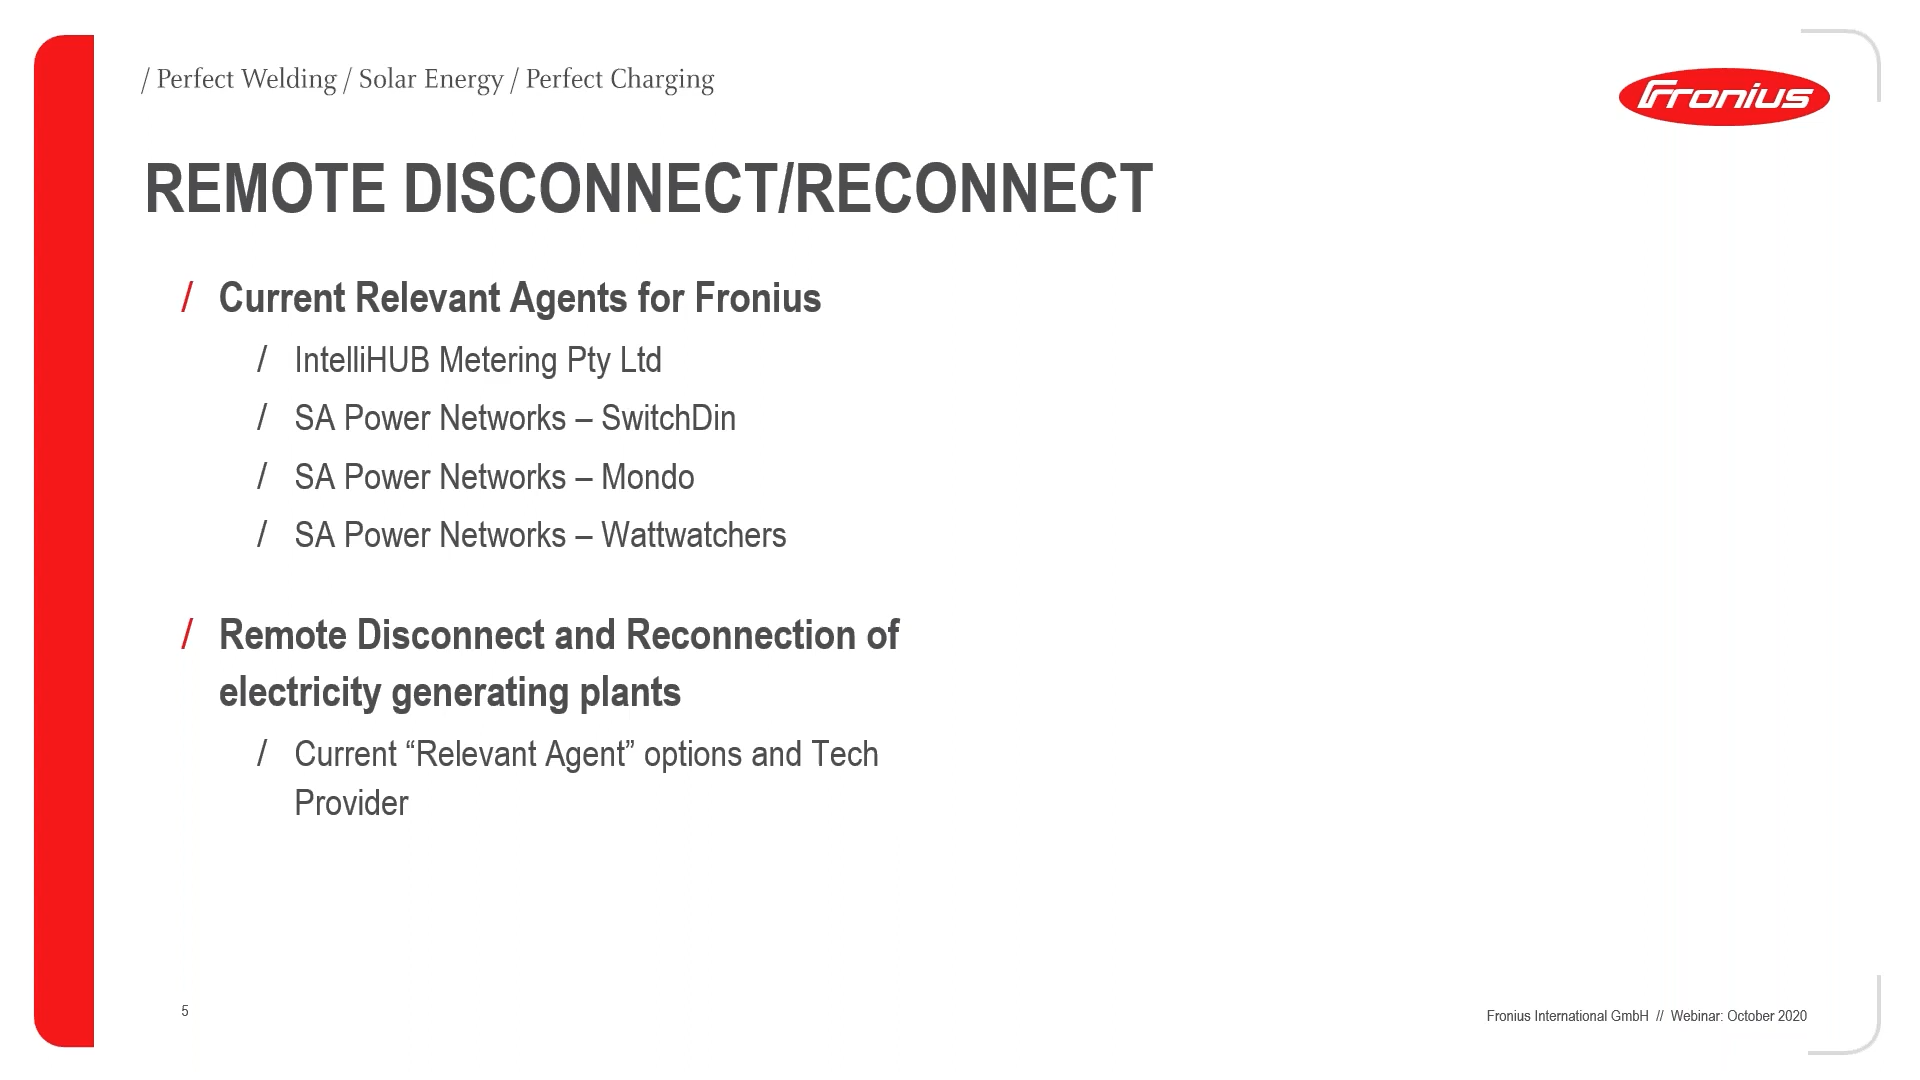 / Perfect Welding / Solar Energy / Perfect Charging
Fronius
REMOTE DISCONNECT/RECONNECT
/ Current Relevant Agents for Fronius
/ IntelliHUB Metering Pty Ltd
/ SA Power Networks – SwitchDin
/ SA Power Networks – Mondo
/ SA Power Networks – Wattwatchers
/ Remote Disconnect and Reconnection of
electricity generating plants
/ Current “Relevant Agent” options and Tech
Provider
5
Fronius International GmbH // Webinar: October 2020